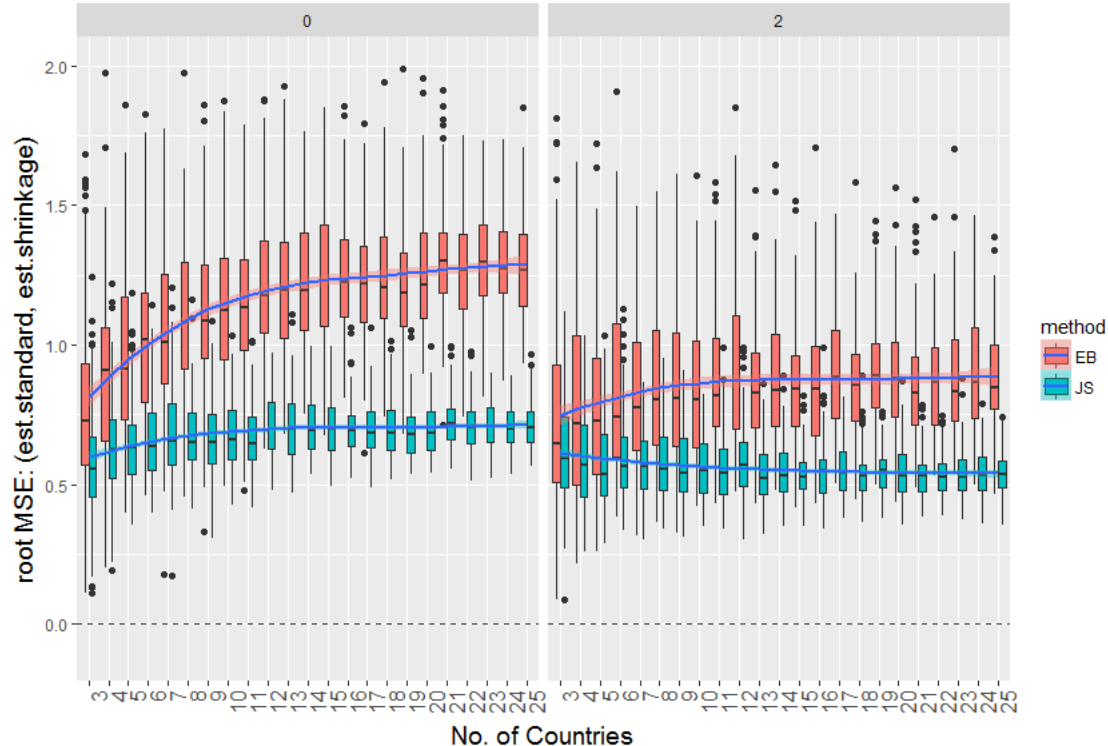 0
2
root MSE: (est.standard, est.shrinkage)
2.0
1.5
1.0
0.5
0.0
3 4 5 6 7 8 9 10 11 12 13 14 15 16 17 18 19 20 21 22 23 24 25
3 4 5 6 7 8 9 10 11 12 13 14 15 16 17 18 19 20 21 22 23 24 25
No. of Countries
method
EB
JS